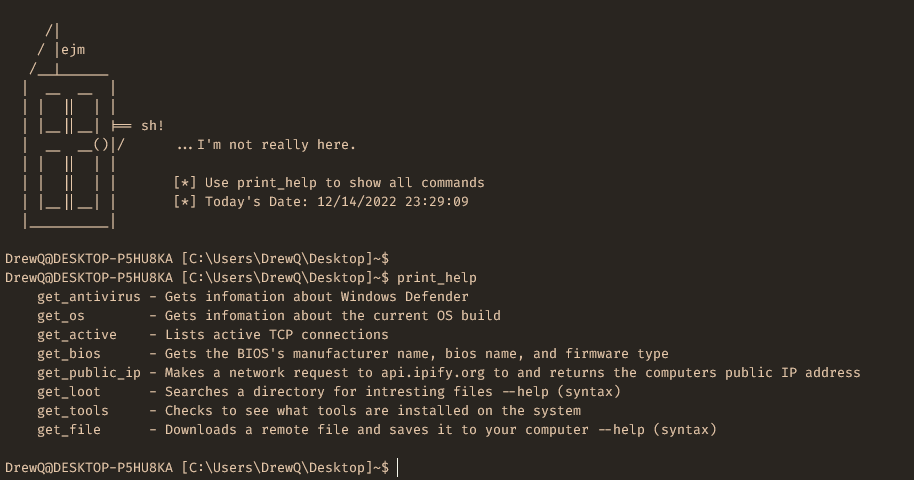 ejm
sh!
()
...I'm not really here.
[*] Use print_help to show all commands
[*] Today's Date: 12/14/2022 23:29:09
DrewQ@DESKTOP-P5HU8KA [C:\Users\DrewQ\Desktop]~$
DrewQ@DESKTOP-P5HU8KA [C:\Users\DrewQ\Desktop]~$ print_help
get_antivirus - Gets infomation about Windows Defender
get_os - Gets infomation about the current OS build
get_active - Lists active TCP connections
get_bios - Gets the BIOS's manufacturer name, bios name, and firmware type
get_public_ip - Makes a network request to api.ipify.org to and returns the computers public IP address
get_loot - Searches a directory for intresting files --help (syntax)
get_tools - Checks to see what tools are installed on the system
get_file - Downloads a remote file and saves it to your computer --help (syntax)
DrewQ@DESKTOP-P5HU8KA [C:\Users\DrewQ\Desktop]~$